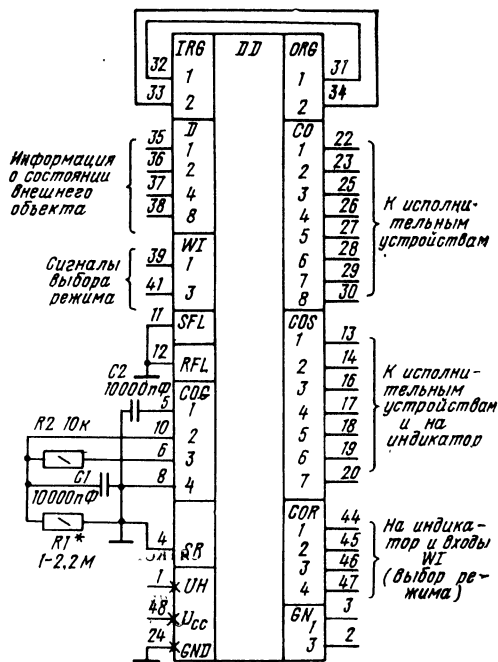 IRG DD ORG
32 1 1 31
33 2 2 34
D CO
35 1 1 22
36 2 2 23
37 4 3 25
38 8 4 26
5 27
6 28
7 29
8 30
Информация
о состоянии
внешнего
объекта
К исполни-
тельным
устройствам
WI
39 1
41 3
Сигналы
выбора
режима
11 SFL
12 RFL
COS
1 13
2 14
3 16
4 17
5 18
6 19
7 20
К исполни-
тельным
устройствам
и на
индикатор
C2
10000пФ
COG
5 1
10 2
6 3
8 4
R2 10к
C1
10000пФ
R1*
1-2,2М
4 SR
COR
1 44
2 45
3 46
4 47
На индика-
тор и входы
WI
(выбор ре-
жима)
1 UH
48 Ucc
24 GND
GN
1 3
3 2